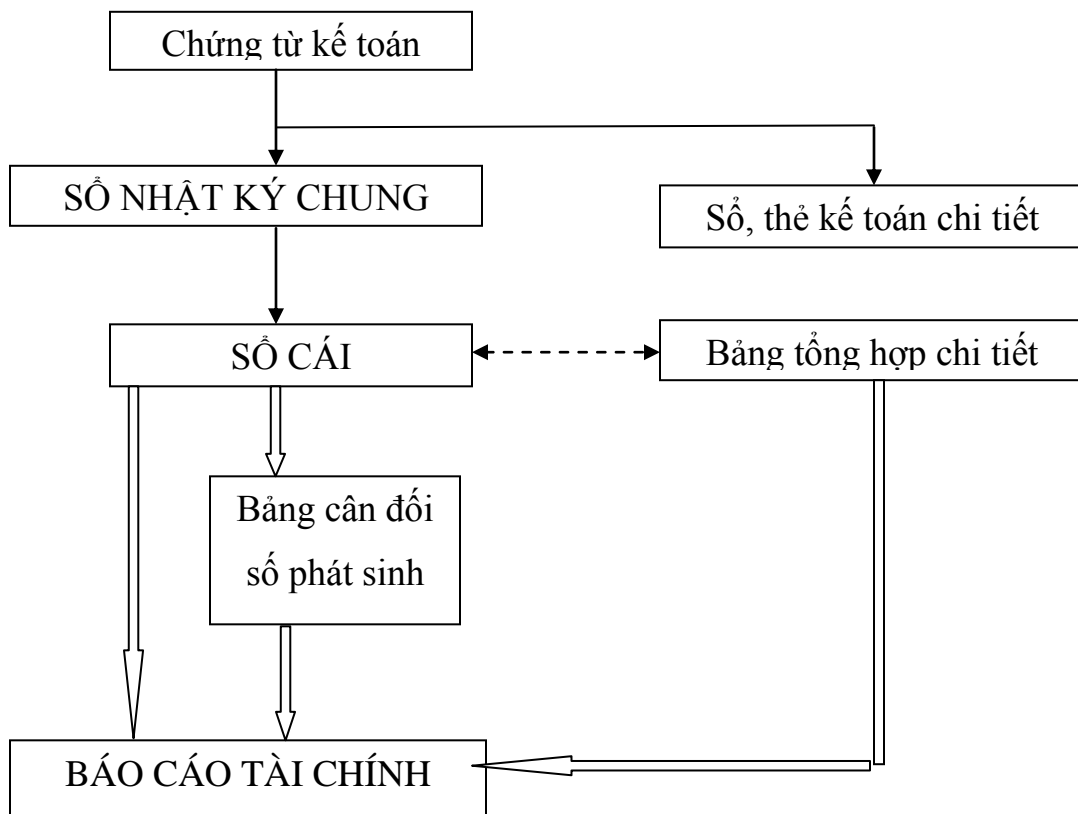 Chứng từ kế toán
SỔ NHẬT KÝ CHUNG
Sổ, thẻ kế toán chi tiết
SỔ CÁI
Bảng tổng hợp chi tiết
Bảng cân đối
số phát sinh
BÁO CÁO TÀI CHÍNH